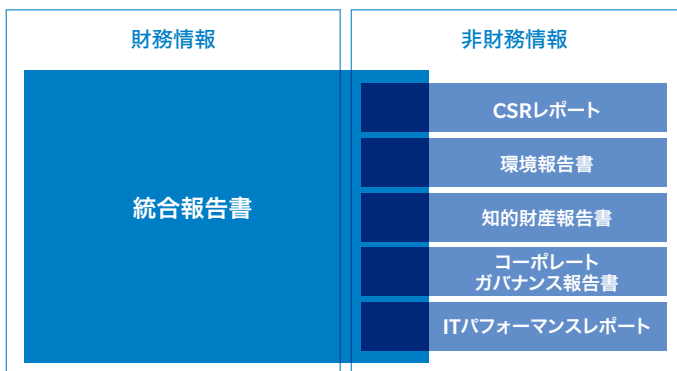 財務情報
非財務情報
統合報告書
CSRレポート
環境報告書
知的財産報告書
コーポレート
ガバナンス報告書
ITパフォーマンスレポート